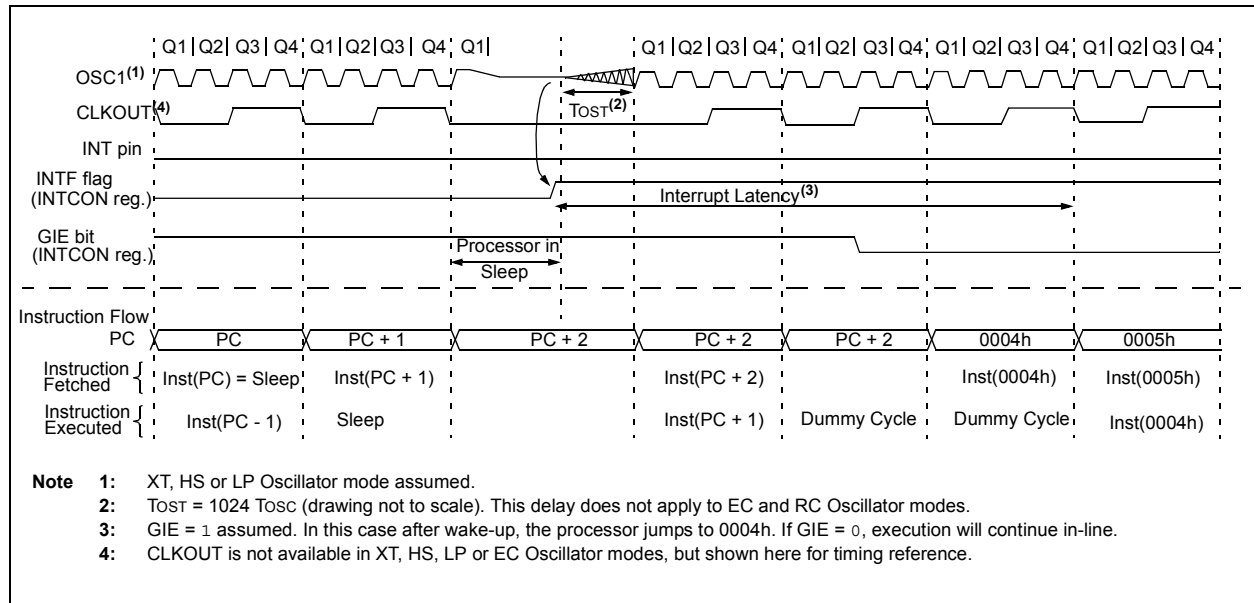 Q1 Q2 Q3 Q4 Q1 Q2 Q3 Q4 Q1 Q1 Q2 Q3 Q4 Q1 Q2 Q3 Q4 Q1 Q2 Q3 Q4 Q1 Q2 Q3 Q4
OSC1(1)
TOST(2)
CLKOUT(4)
INT pin
INTF flag
(INTCON reg.)
Interrupt Latency(3)
GIE bit
(INTCON reg.)
Processor in
Sleep
Instruction Flow
PC PC PC + 1 PC + 2 PC + 2 PC + 2 0004h 0005h
Instruction
Fetched
Inst(PC) = Sleep Inst(PC + 1) Inst(PC + 2) Inst(0004h) Inst(0005h)
Instruction
Executed
Inst(PC - 1) Sleep Inst(PC + 1) Dummy Cycle Dummy Cycle Inst(0004h)
Note 1: XT, HS or LP Oscillator mode assumed.
2: TOST = 1024 TOSC (drawing not to scale). This delay does not apply to EC and RC Oscillator modes.
3: GIE = 1 assumed. In this case after wake-up, the processor jumps to 0004h. If GIE = 0, execution will continue in-line.
4: CLKOUT is not available in XT, HS, LP or EC Oscillator modes, but shown here for timing reference.